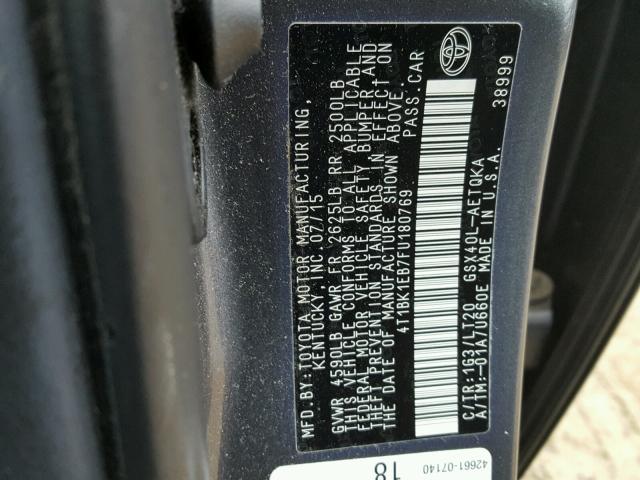 MFD.BY:TOYOTA MOTOR MANUFACTURING,
KENTUCKY, INC. 07/15
GVWR 4590LB GAWR FR 2625LB RR 2500LB
THIS VEHICLE CONFORMS TO ALL APPLICABLE
FEDERAL MOTOR VEHICLE SAFETY, BUMPER, AND
THEFT PREVENTION STANDARDS IN EFFECT ON
THE DATE OF MANUFACTURE SHOWN ABOVE.
4T1BK1EB7FU180769 PASS.CAR
C/TR:1G3/LT20 GSX40L-AETQKA
A/TM:-01A/U660E MADE IN U.S.A. 38999
42661-07140
18